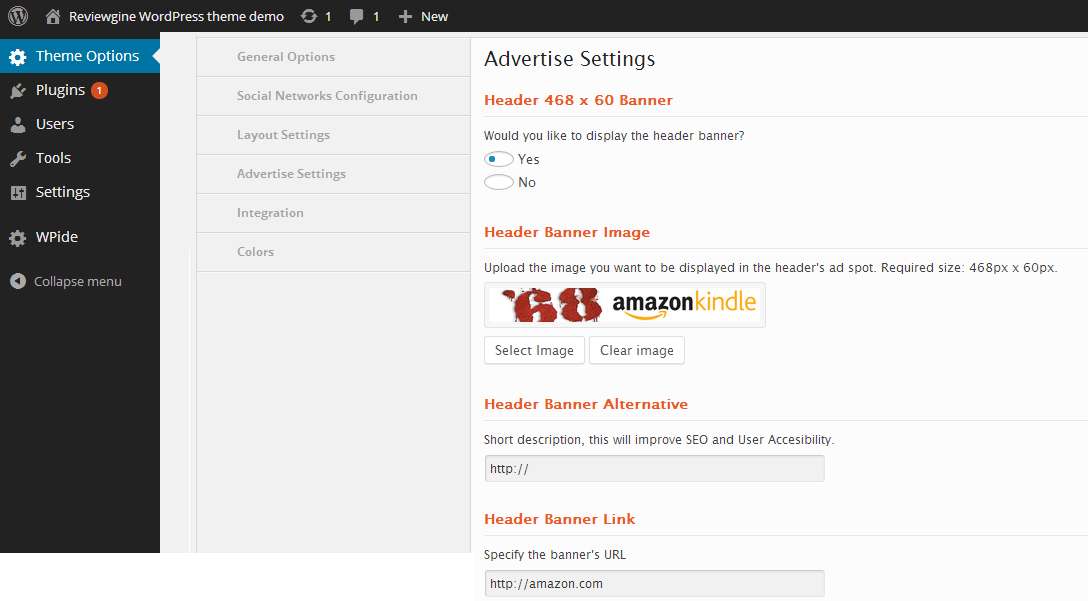 Reviewgine WordPress theme demo 1 1 New
Theme Options
Plugins 1
Users
Tools
Settings
WPide
Collapse menu
General Options
Social Networks Configuration
Layout Settings
Advertise Settings
Integration
Colors
Advertise Settings
Header 468 x 60 Banner
Would you like to display the header banner?
Yes
No
Header Banner Image
Upload the image you want to be displayed in the header's ad spot. Required size: 468px x 60px.
'68 amazonkindle
Select Image Clear image
Header Banner Alternative
Short description, this will improve SEO and User Accesibility.
http://
Header Banner Link
Specify the banner's URL
http://amazon.com